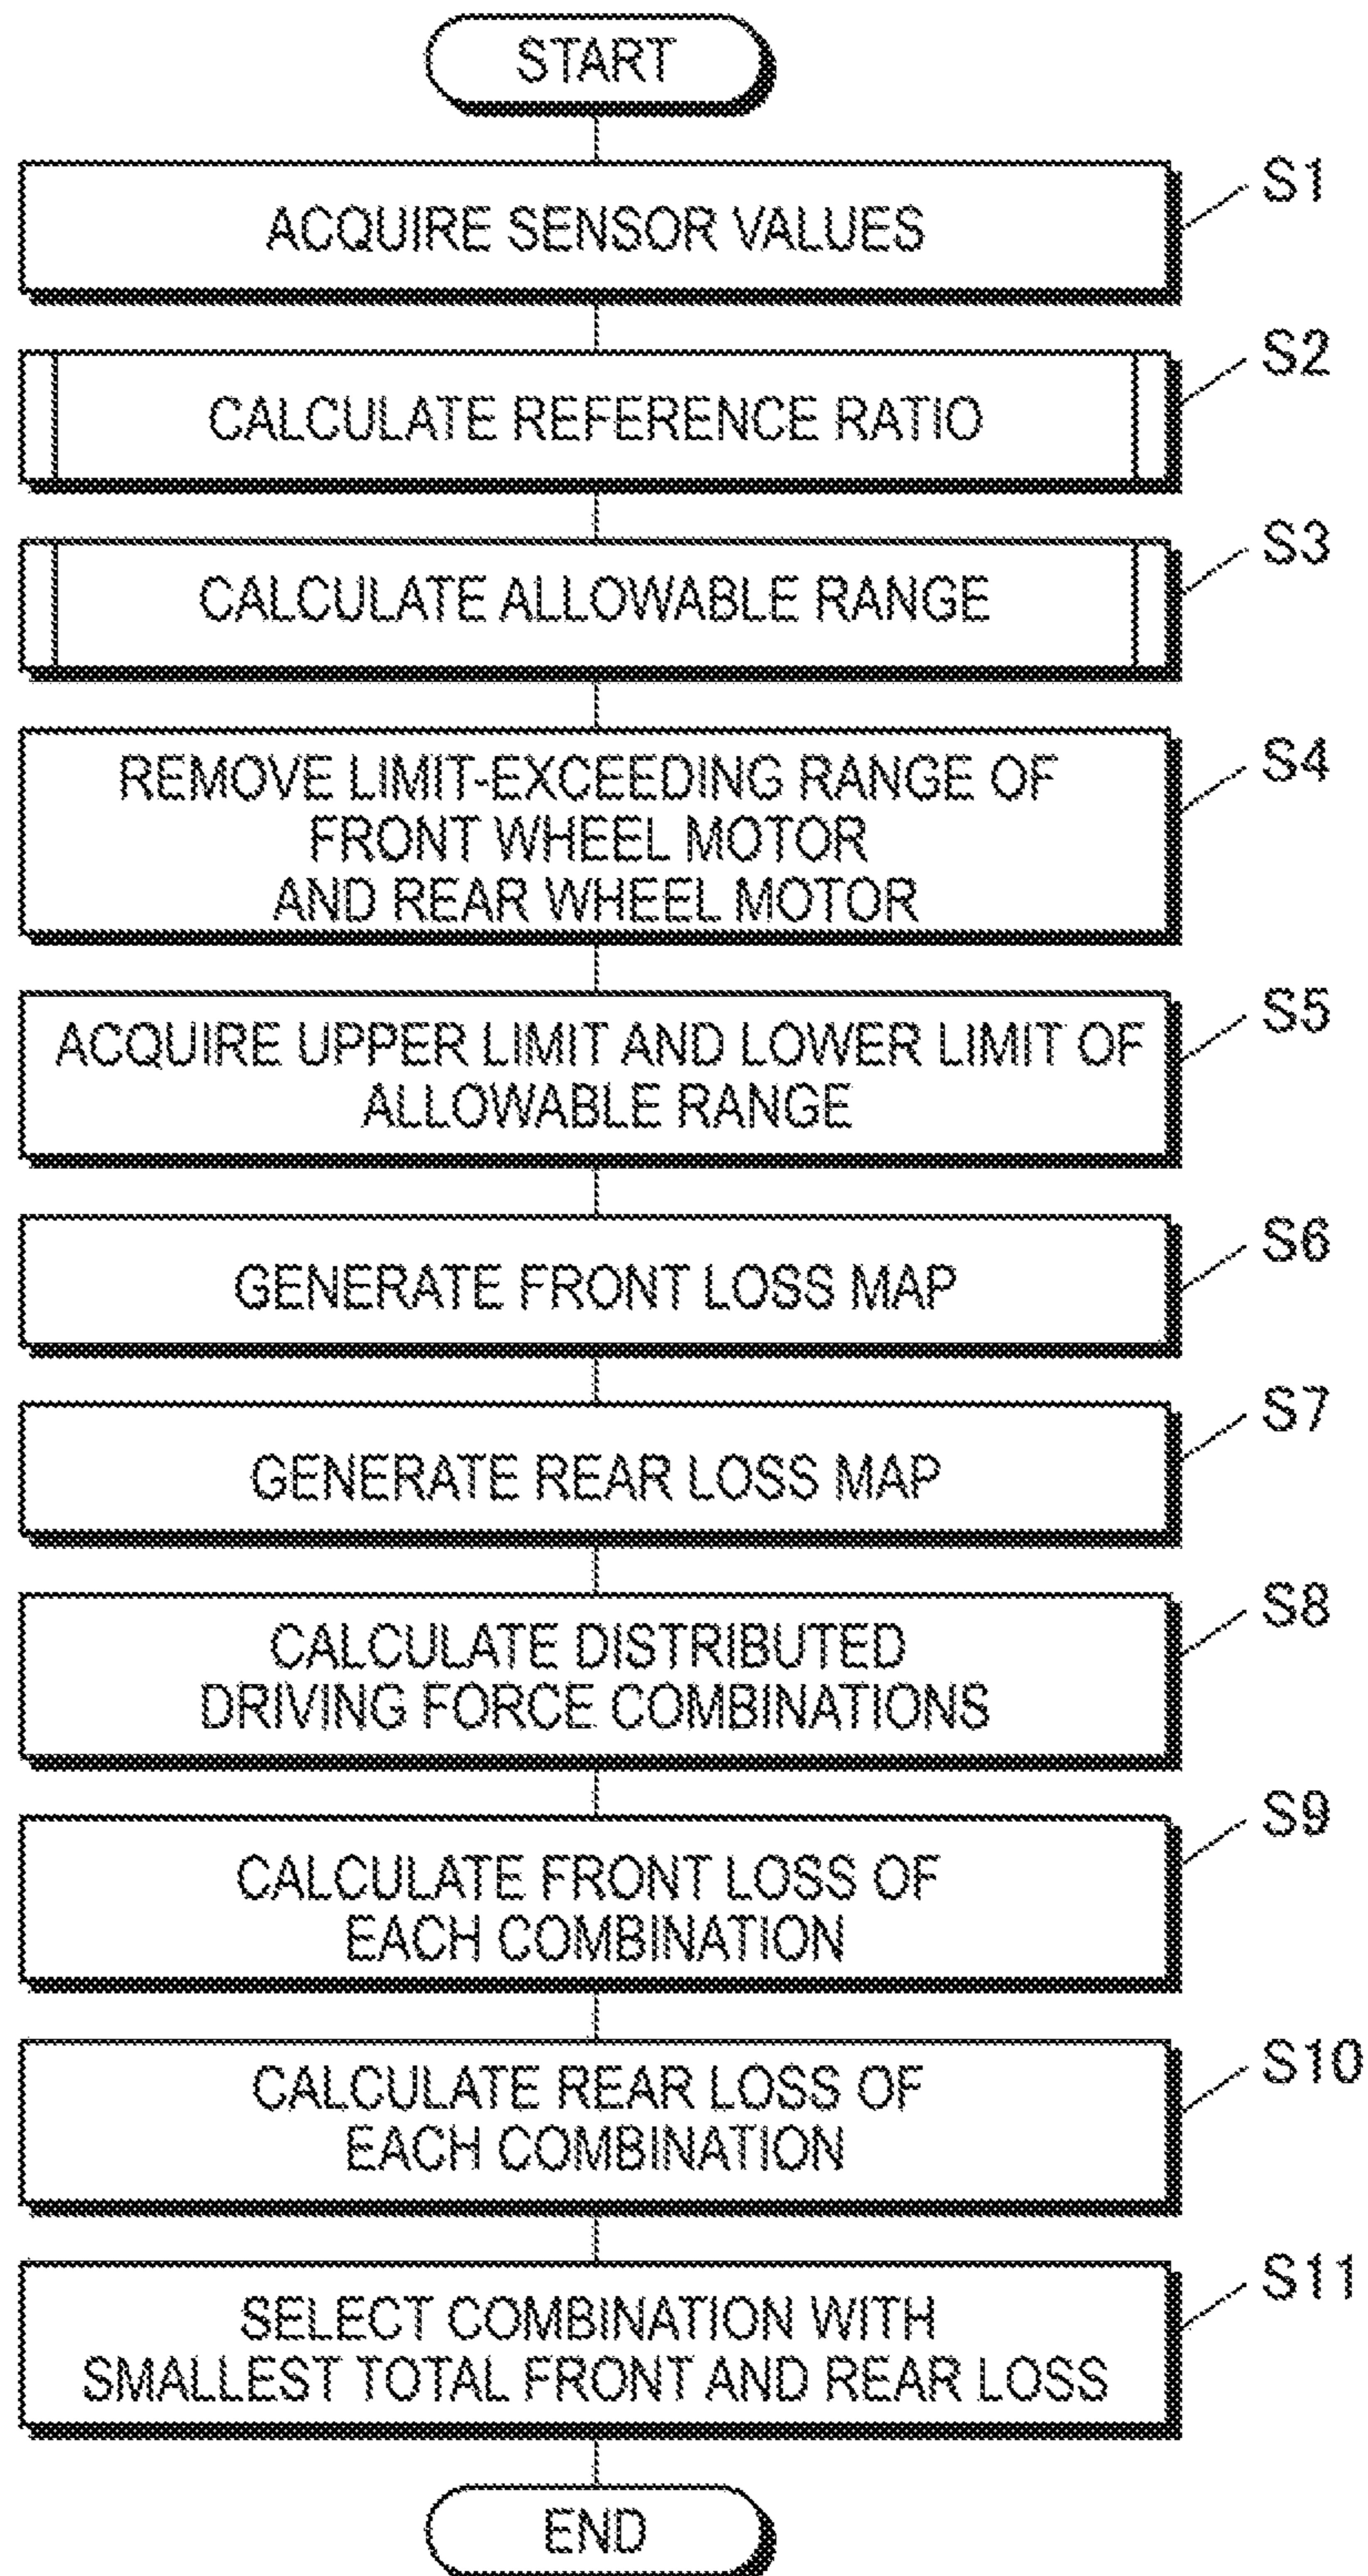 START
ACQUIRE SENSOR VALUES
S1
CALCULATE REFERENCE RATIO
S2
CALCULATE ALLOWABLE RANGE
S3
REMOVE LIMIT-EXCEEDING RANGE OF
FRONT WHEEL MOTOR
AND REAR WHEEL MOTOR
S4
ACQUIRE UPPER LIMIT AND LOWER LIMIT OF
ALLOWABLE RANGE
S5
GENERATE FRONT LOSS MAP
S6
GENERATE REAR LOSS MAP
S7
CALCULATE DISTRIBUTED
DRIVING FORCE COMBINATIONS
S8
CALCULATE FRONT LOSS OF
EACH COMBINATION
S9
CALCULATE REAR LOSS OF
EACH COMBINATION
S10
SELECT COMBINATION WITH
SMALLEST TOTAL FRONT AND REAR LOSS
S11
END